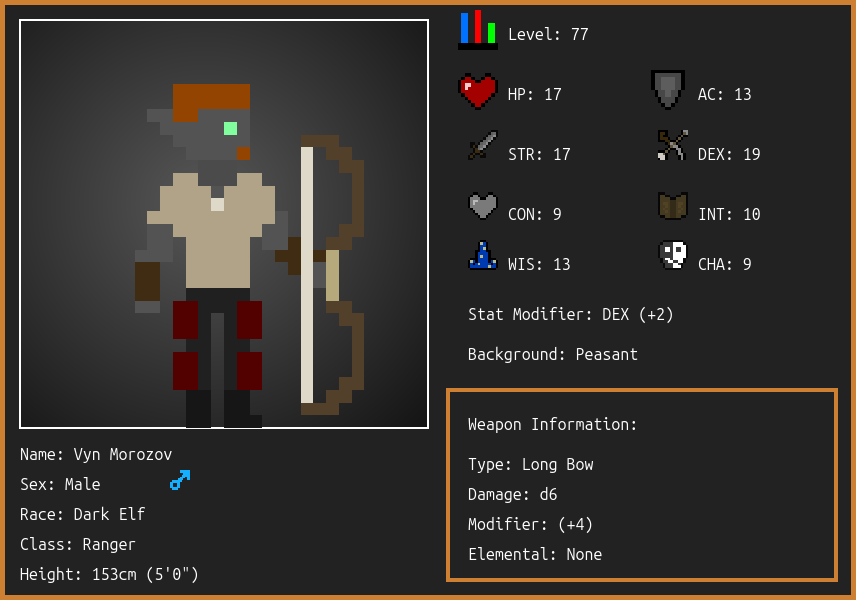 Level: 77
HP: 17
AC: 13
STR: 17
DEX: 19
CON: 9
INT: 10
WIS: 13
CHA: 9
Stat Modifier: DEX (+2)
Background: Peasant
Weapon Information:
Type: Long Bow
Damage: d6
Modifier: (+4)
Elemental: None
Name: Vyn Morozov
Sex: Male
Race: Dark Elf
Class: Ranger
Height: 153cm (5'0")